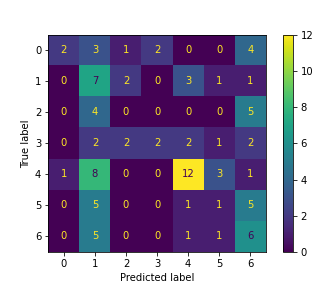 0 2 3 1 2 0 0 4
1 0 7 2 0 3 1 1
2 0 4 0 0 0 0 5
3 0 2 2 2 2 1 2
4 1 8 0 0 12 3 1
5 0 5 0 0 1 1 5
6 0 5 0 0 1 1 6
0 1 2 3 4 5 6
Predicted label
True label
12
10
8
6
4
2
0